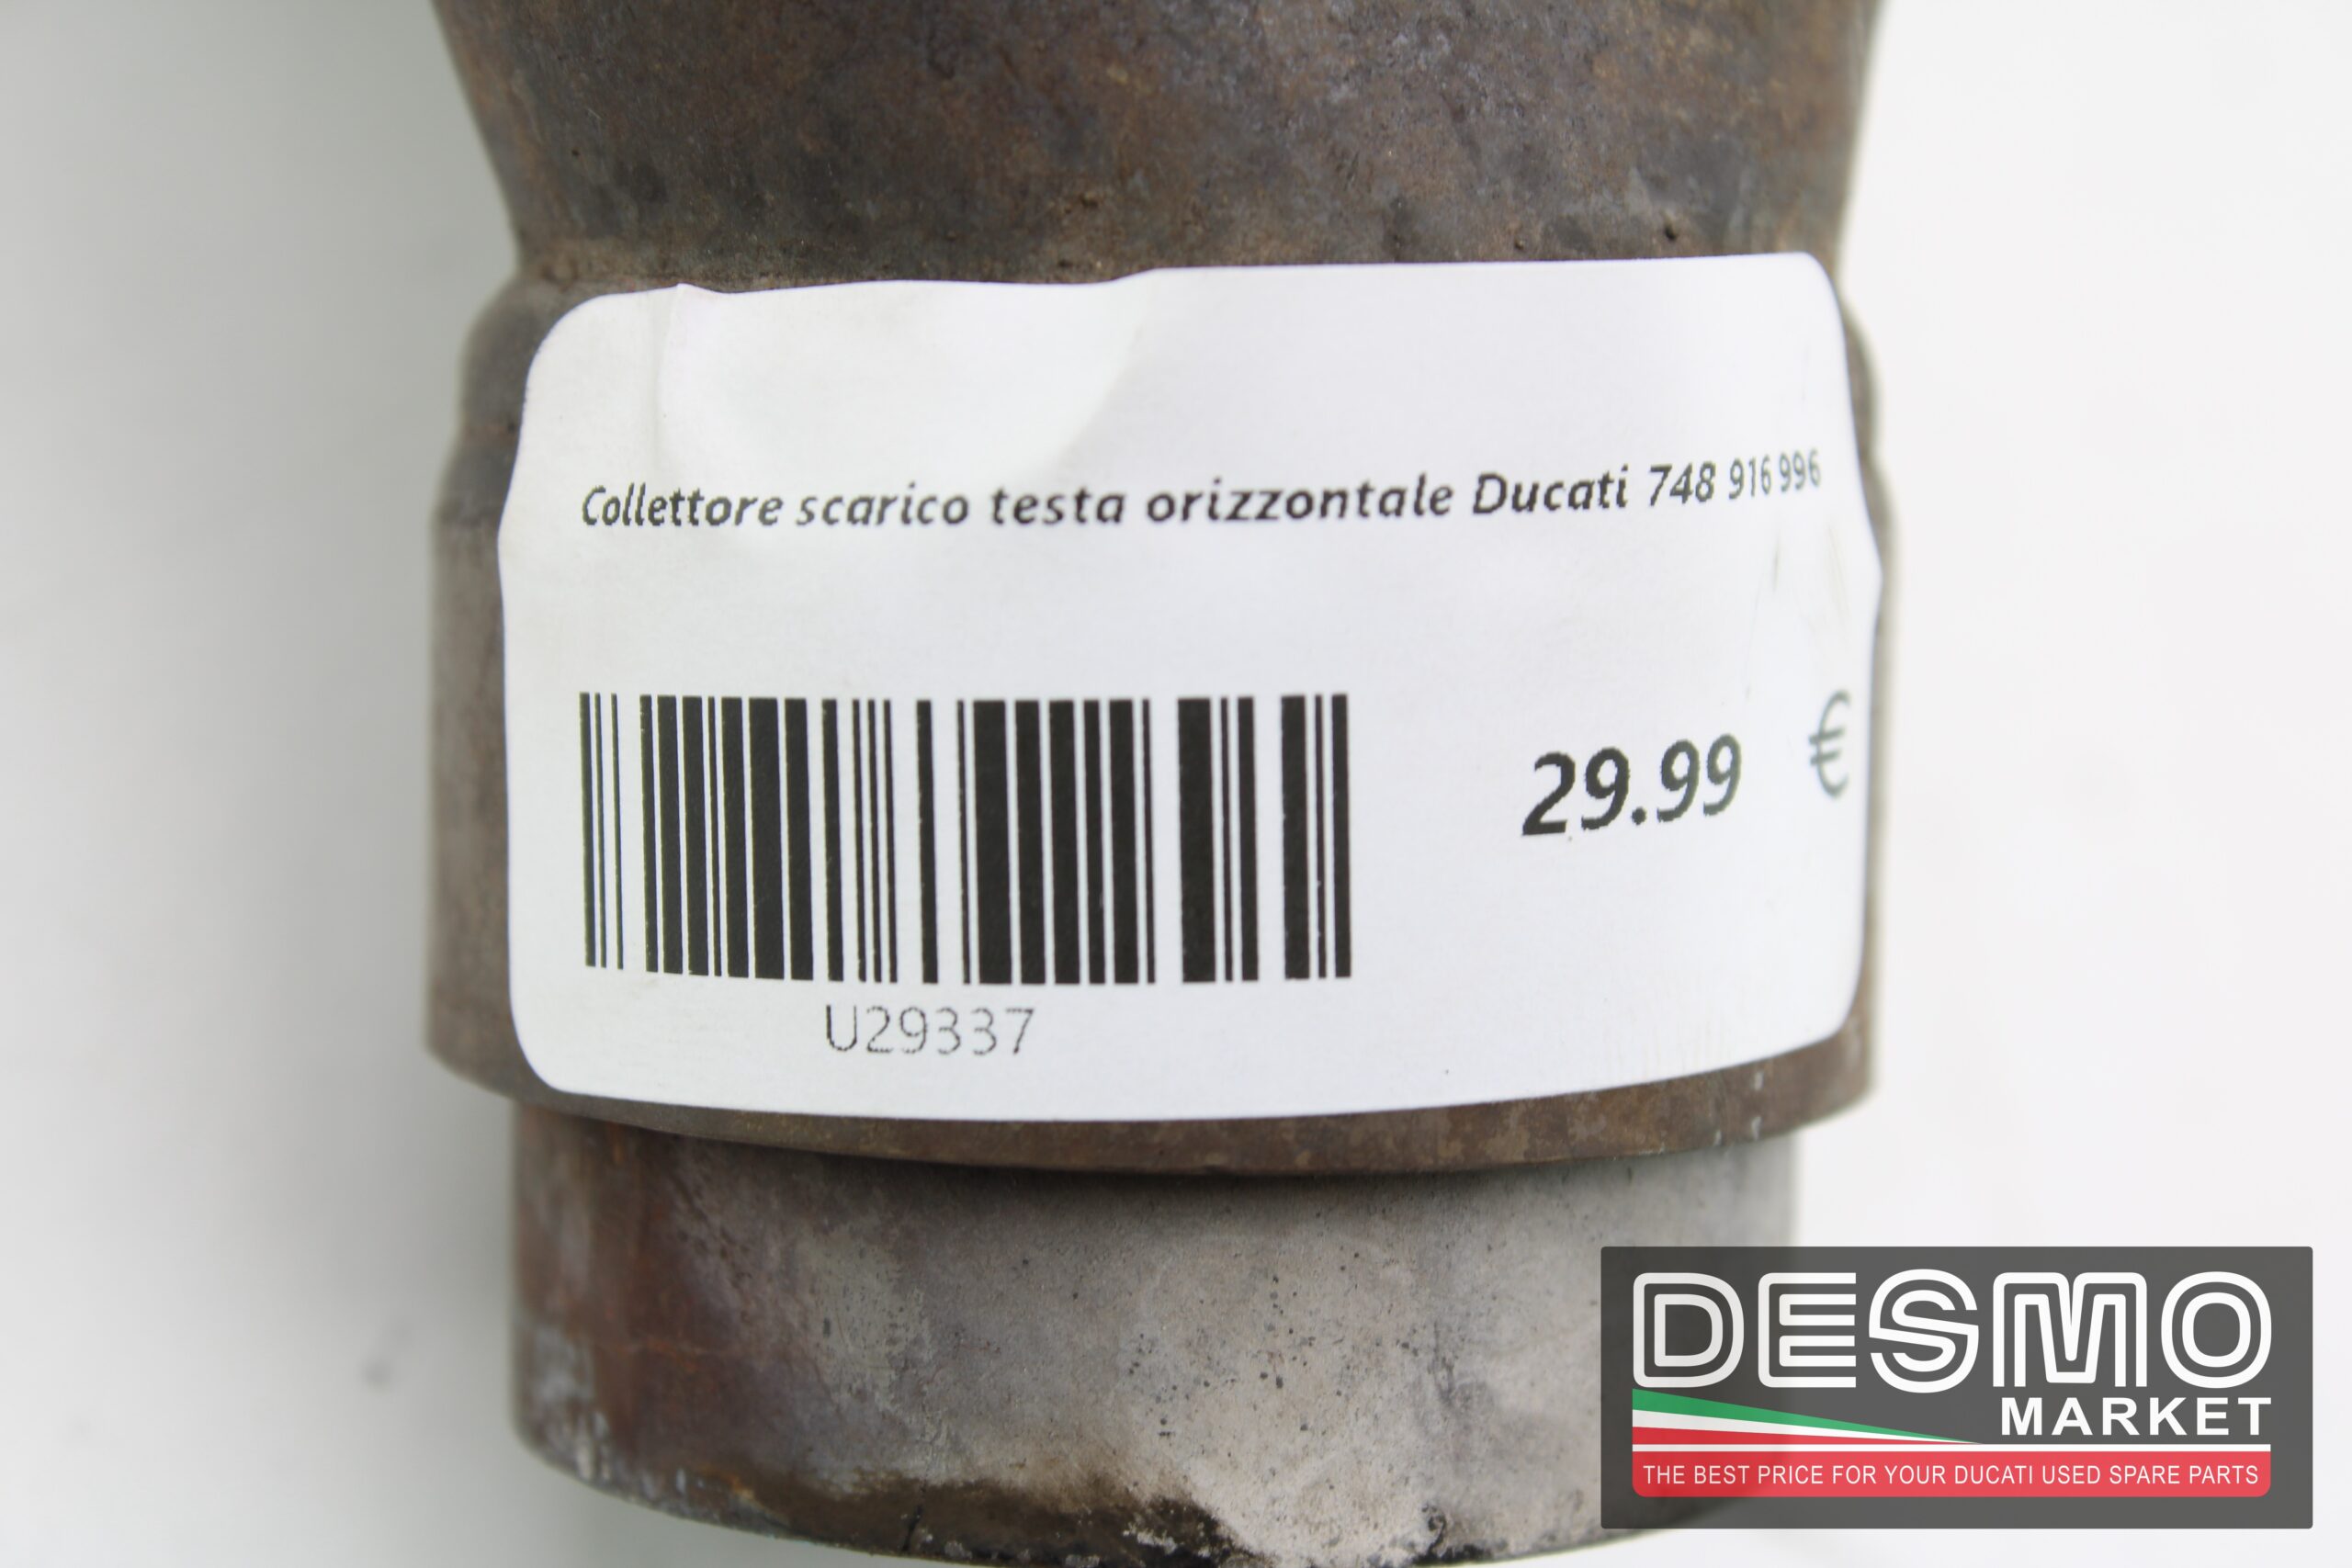 Collettore scarico testa orizzontale Ducati 748 916 996
29.99 €
U29337
DESMO
MARKET
THE BEST PRICE FOR YOUR DUCATI USED SPARE PARTS